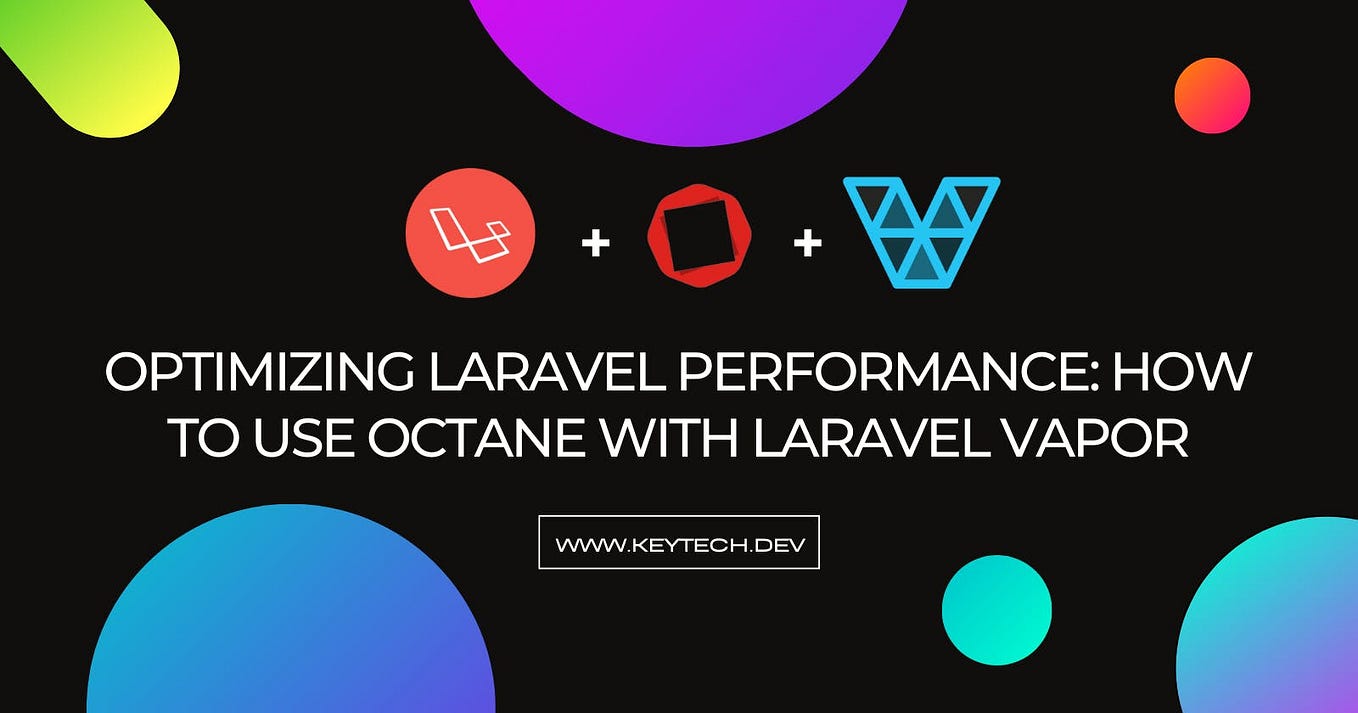 + +
OPTIMIZING LARAVEL PERFORMANCE: HOW
TO USE OCTANE WITH LARAVEL VAPOR
WWW.KEYTECH.DEV